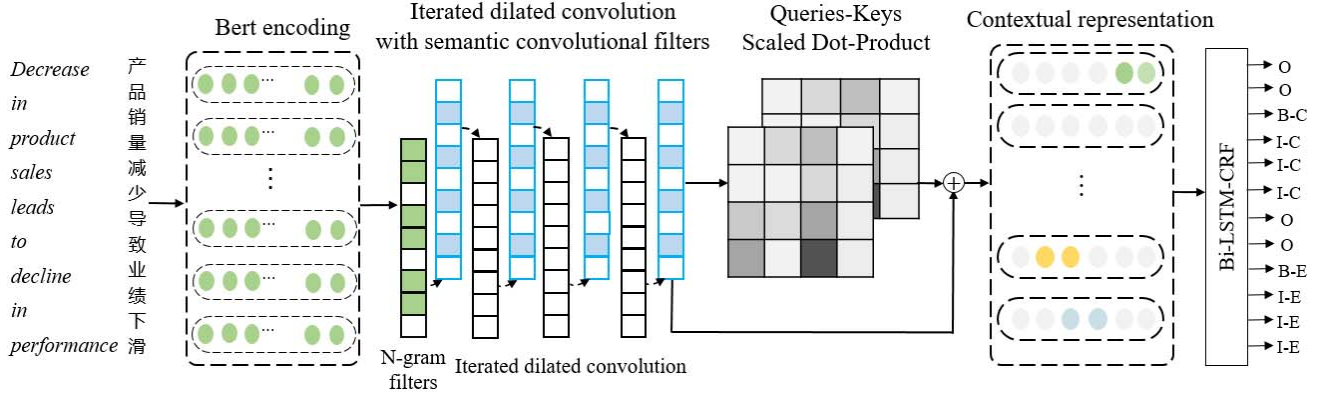 Bert encoding
Iterated dilated convolution
with semantic convolutional filters
Queries-Keys
Scaled Dot-Product
Contextual representation
Decrease
in
product
sales
leads
to
decline
in
performance
产
品
销
量
减
少
导
致
业
绩
下
滑
N-gram
filters
Iterated dilated convolution
Bi-LSTM-CRF
O
O
B-C
I-C
I-C
I-C
O
O
B-E
I-E
I-E
I-E